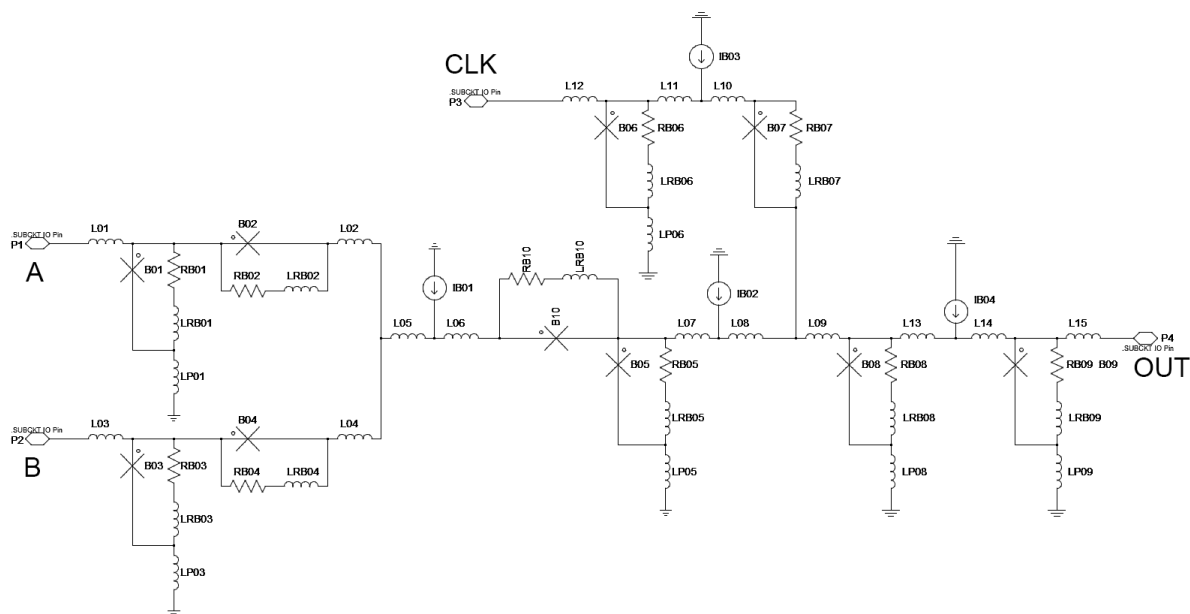 IB03
CLK
.SUBCKT IO Pin
P3
L12
L11
L10
B06
RB06
B07
RB07
LRB06
LRB07
LP06
.SUBCKT IO Pin
P1
A
L01
B02
L02
B01
RB01
RB02
LRB02
LRB01
LP01
IB01
RB10
LRB10
IB02
IB04
L05
L06
B10
L07
L08
L09
L13
L14
L15
P4
.SUBCKT IO Pin
OUT
B05
RB05
B08
RB08
RB09
B09
LRB05
LRB08
LRB09
LP05
LP08
LP09
.SUBCKT IO Pin
P2
B
L03
B04
L04
B03
RB03
RB04
LRB04
LRB03
LP03